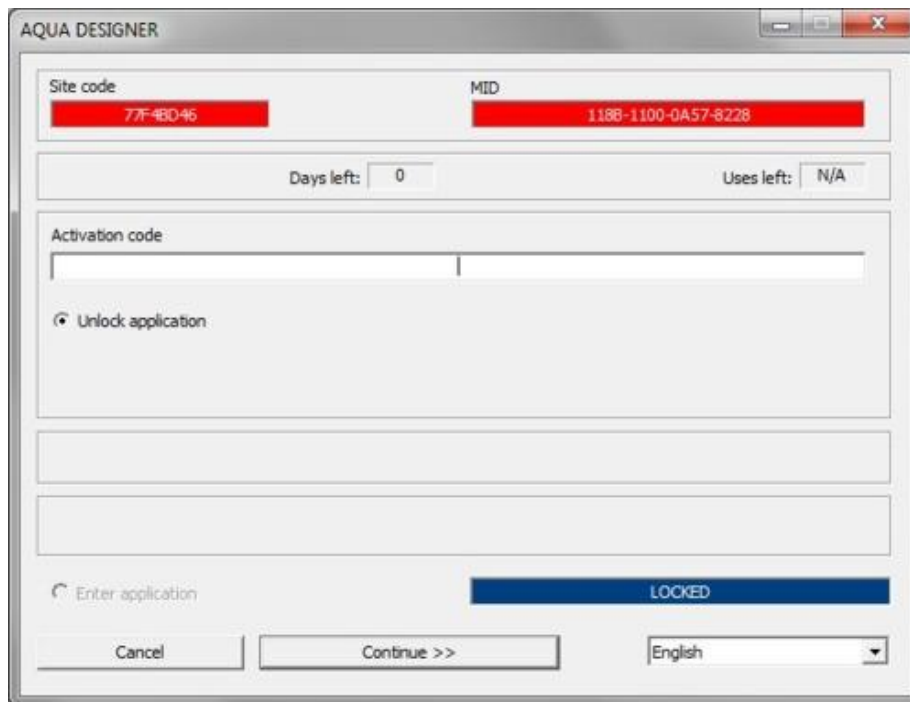 AQUA DESIGNER
Site code MID
77F4BD46 118B-1100-0A57-8228
Days left: 0 Uses left: N/A
Activation code
Unlock application
Enter application LOCKED
Cancel Continue >> English